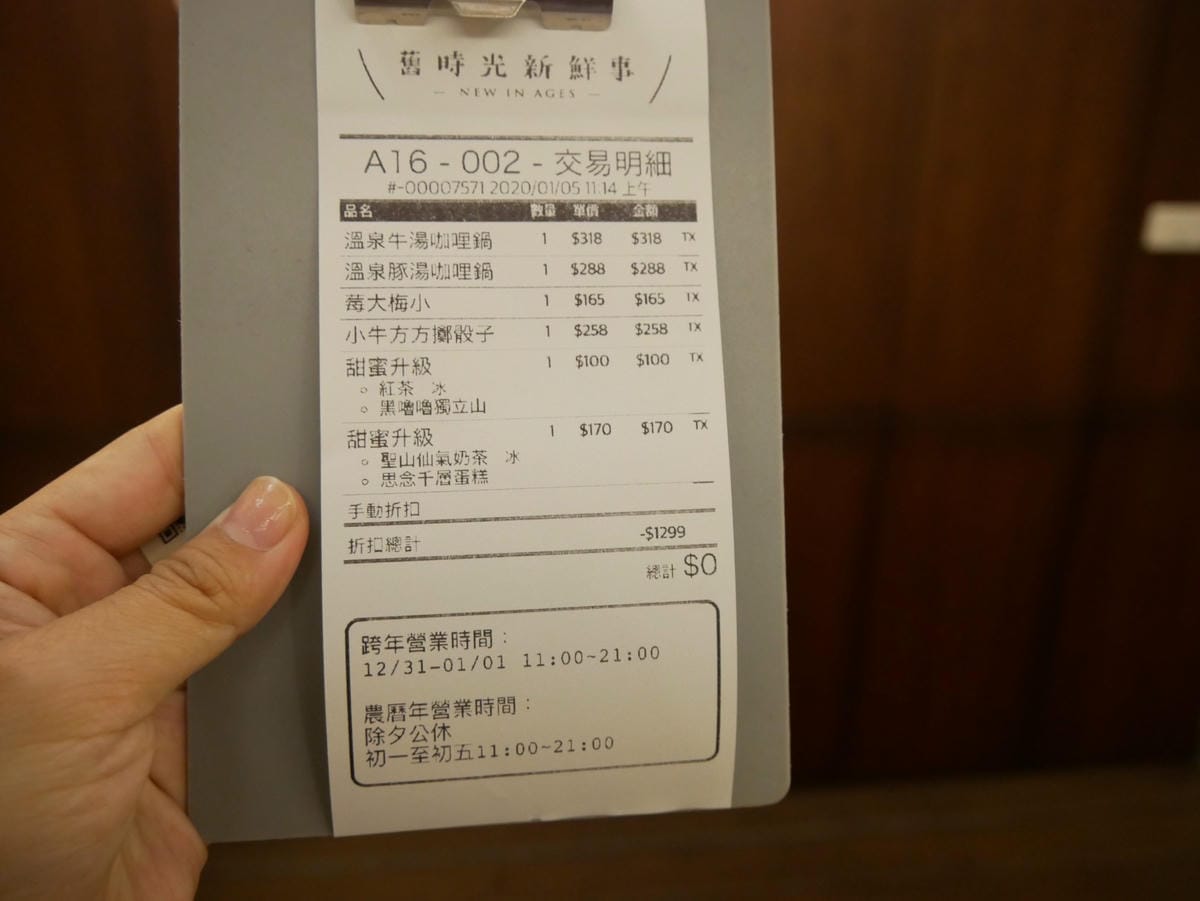 舊時光新鮮事
— NEW IN AGES —
A16 - 002 - 交易明細
#-00007571 2020/01/05 11:14 上午
品名 數量 單價 金額
溫泉牛湯咖哩鍋 1 $318 $318 TX
溫泉豚湯咖哩鍋 1 $288 $288 TX
莓大梅小 1 $165 $165 TX
小牛方方擲骰子 1 $258 $258 TX
甜蜜升級 1 $100 $100 TX
○ 紅茶 冰
○ 黑嚕嚕獨立山
甜蜜升級 1 $170 $170 TX
○ 聖山仙氣奶茶 冰
○ 思念千層蛋糕
手動折扣
折扣總計 -$1299
總計 $0
跨年營業時間：
12/31-01/01 11:00~21:00
農曆年營業時間：
除夕公休
初一至初五11:00~21:00